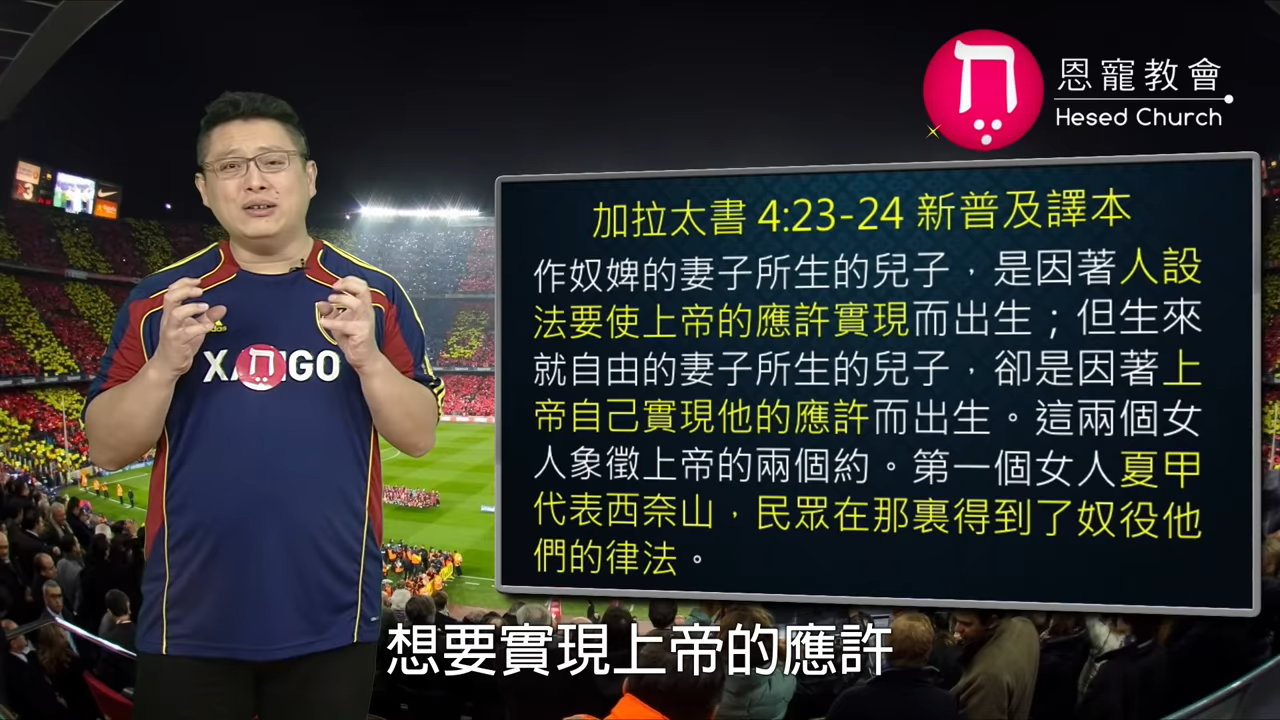 恩寵教會
Hesed Church
加拉太書 4:23-24 新普及譯本
作奴婢的妻子所生的兒子，是因著人設
法要使上帝的應許實現而出生；但生來
就自由的妻子所生的兒子，卻是因著上
帝自己實現他的應許而出生。這兩個女
人象徵上帝的兩個約。第一個女人夏甲
代表西奈山，民眾在那裏得到了奴役他
們的律法。
想要實現上帝的應許